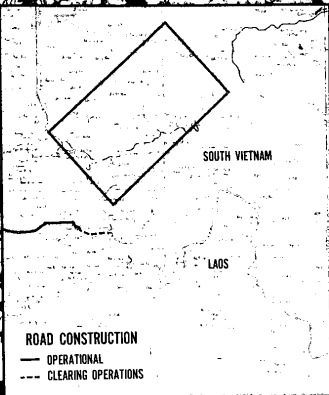 SOUTH VIETNAM
LAOS
ROAD CONSTRUCTION
OPERATIONAL
CLEARING OPERATIONS